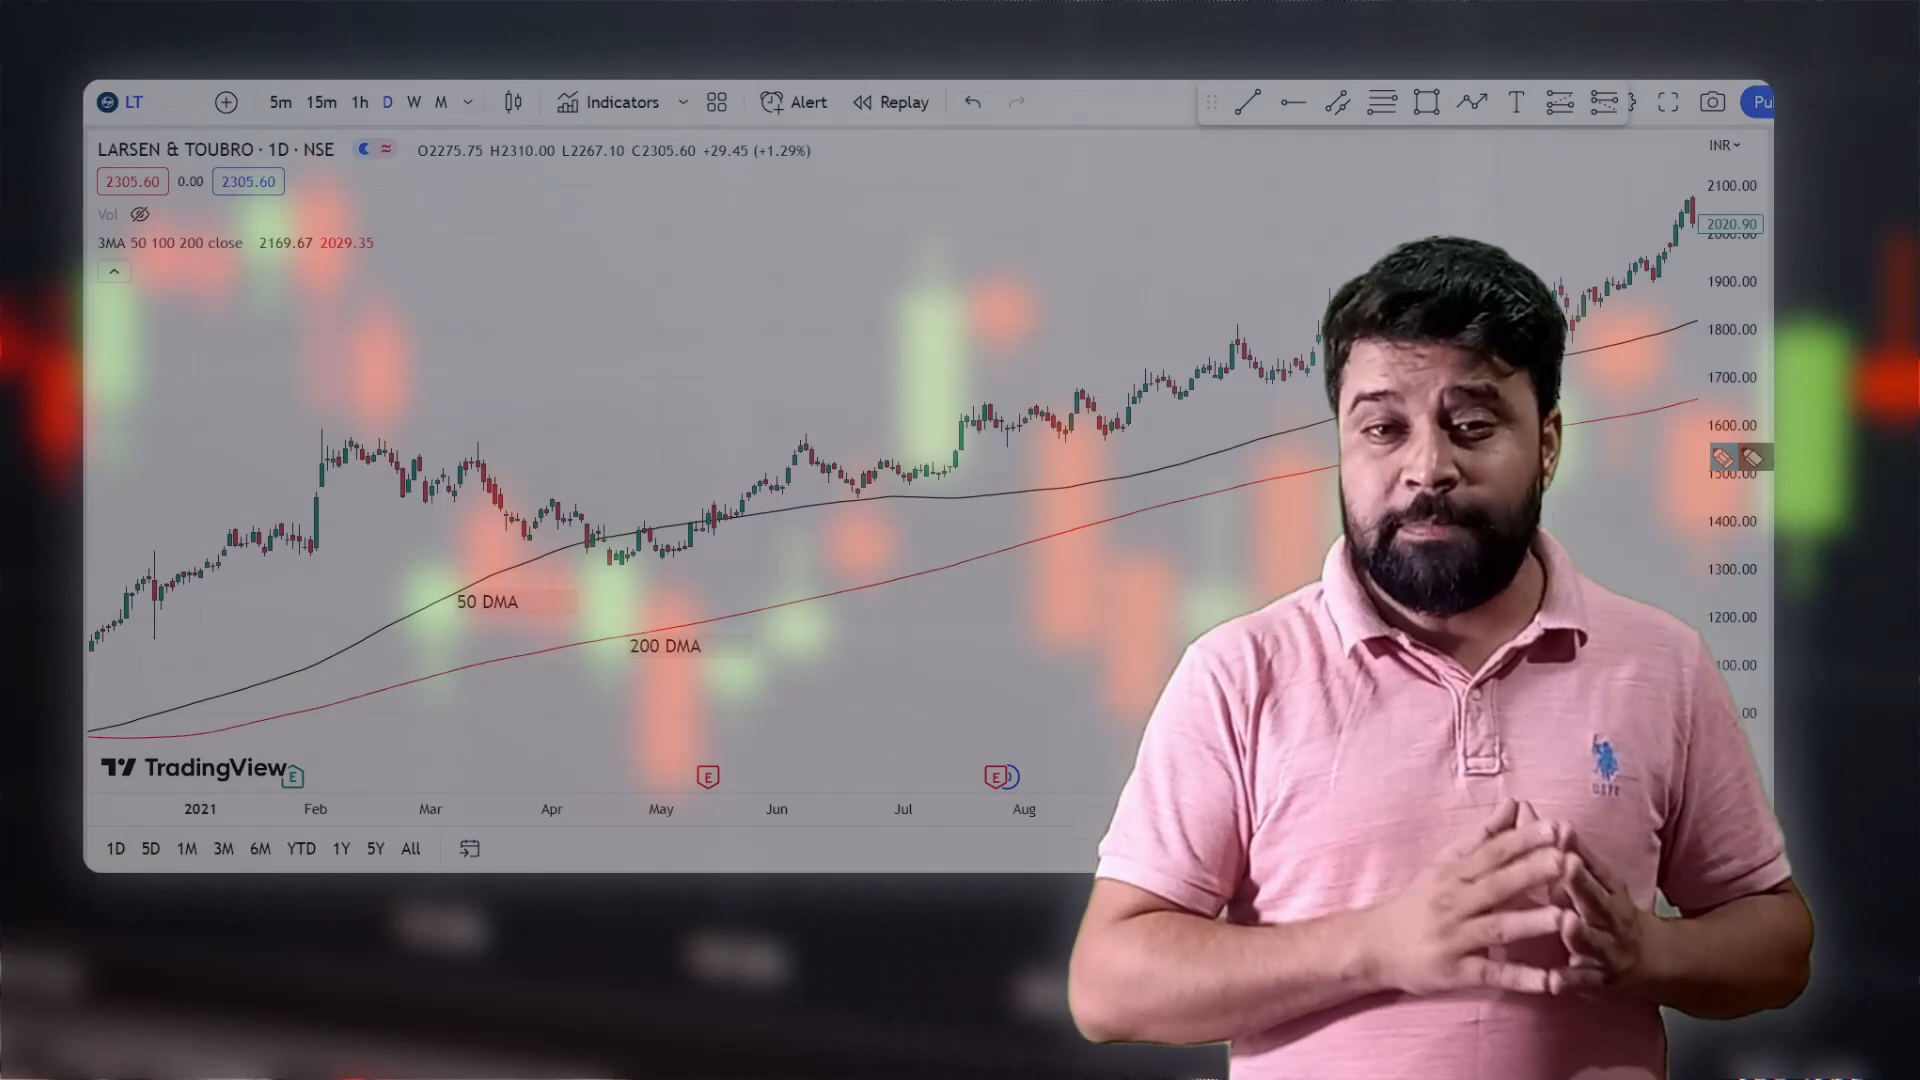 LT 5m 15m 1h D W M Indicators Alert Replay
LARSEN & TOUBRO · 1D · NSE O2275.75 H2310.00 L2267.10 C2305.60 +29.45 (+1.29%)
INR
2305.60 0.00 2305.60
Vol
3MA 50 100 200 close 2169.67 2029.35
2100.00
2020.90
1900.00
1800.00
1700.00
1600.00
1400.00
1300.00
1200.00
50 DMA
200 DMA
TradingView
E E E
2021 Feb Mar Apr May Jun Jul Aug
1D 5D 1M 3M 6M YTD 1Y 5Y All